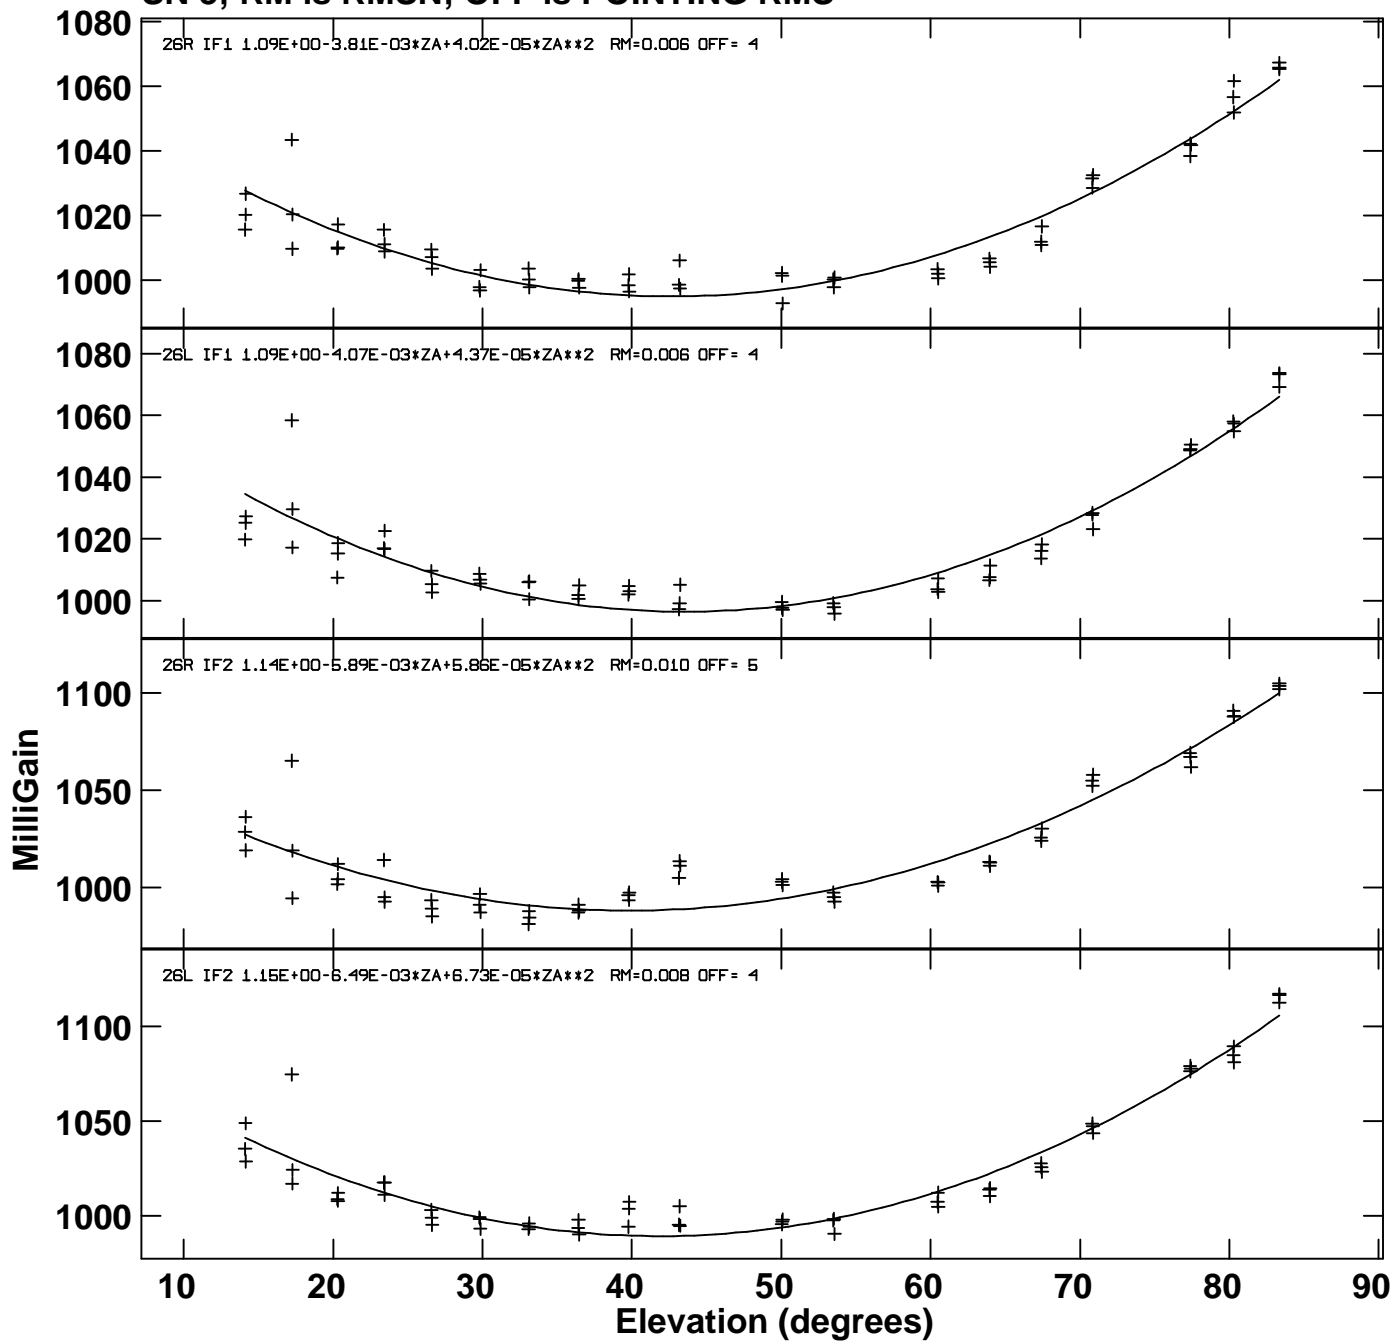 1080
26R IF1 1.09E+00-3.81E-03*ZA+4.02E-05*ZA**2 RM=0.006 OFF= 4
1060
1040
1020
1000
1080
26L IF1 1.09E+00-4.07E-03*ZA+4.37E-05*ZA**2 RM=0.006 OFF= 4
1060
1040
1020
1000
26R IF2 1.14E+00-5.89E-03*ZA+5.86E-05*ZA**2 RM=0.010 OFF= 5
1100
1050
1000
MilliGain
26L IF2 1.15E+00-6.49E-03*ZA+6.73E-05*ZA**2 RM=0.008 OFF= 4
1100
1050
1000
10 20 30 40 50 60 70 80 90
Elevation (degrees)